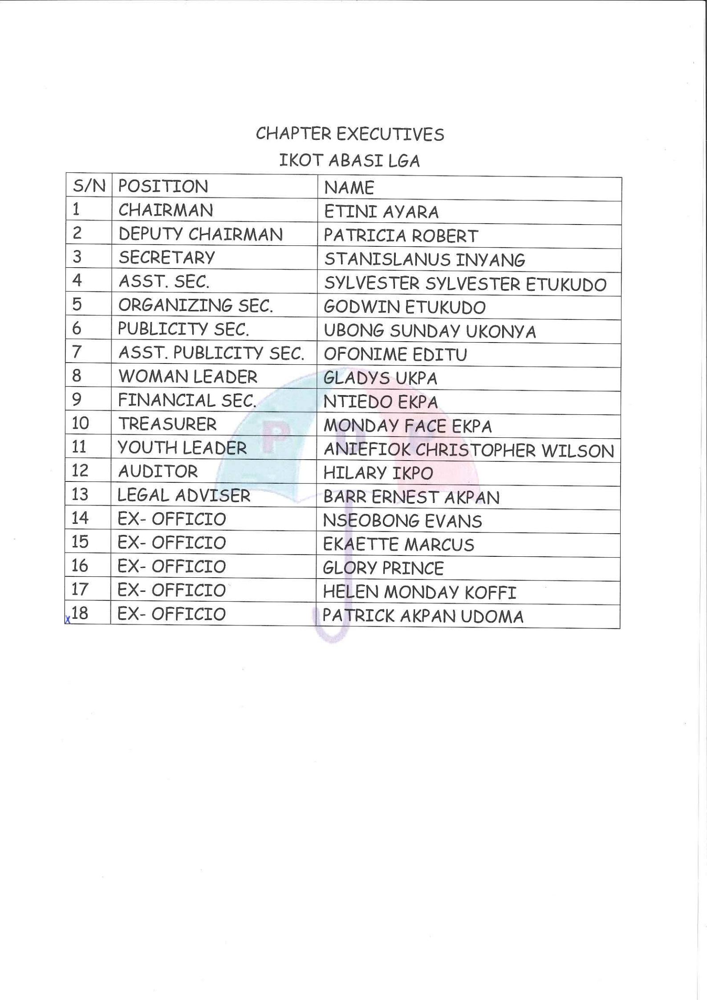 CHAPTER EXECUTIVES
IKOT ABASI LGA
S/N POSITION NAME
1 CHAIRMAN ETINI AYARA
2 DEPUTY CHAIRMAN PATRICIA ROBERT
3 SECRETARY STANISLANUS INYANG
4 ASST. SEC. SYLVESTER SYLVESTER ETUKUDO
5 ORGANIZING SEC. GODWIN ETUKUDO
6 PUBLICITY SEC. UBONG SUNDAY UKONYA
7 ASST. PUBLICITY SEC. OFONIME EDITU
8 WOMAN LEADER GLADYS UKPA
9 FINANCIAL SEC. NTIEDO EKPA
10 TREASURER MONDAY FACE EKPA
PDP
11 YOUTH LEADER ANIEFIOK CHRISTOPHER WILSON
12 AUDITOR HILARY IKPO
13 LEGAL ADVISER BARR ERNEST AKPAN
14 EX- OFFICIO NSEOBONG EVANS
15 EX- OFFICIO EKAETTE MARCUS
16 EX- OFFICIO GLORY PRINCE
17 EX- OFFICIO HELEN MONDAY KOFFI
x 18 EX- OFFICIO PATRICK AKPAN UDOMA